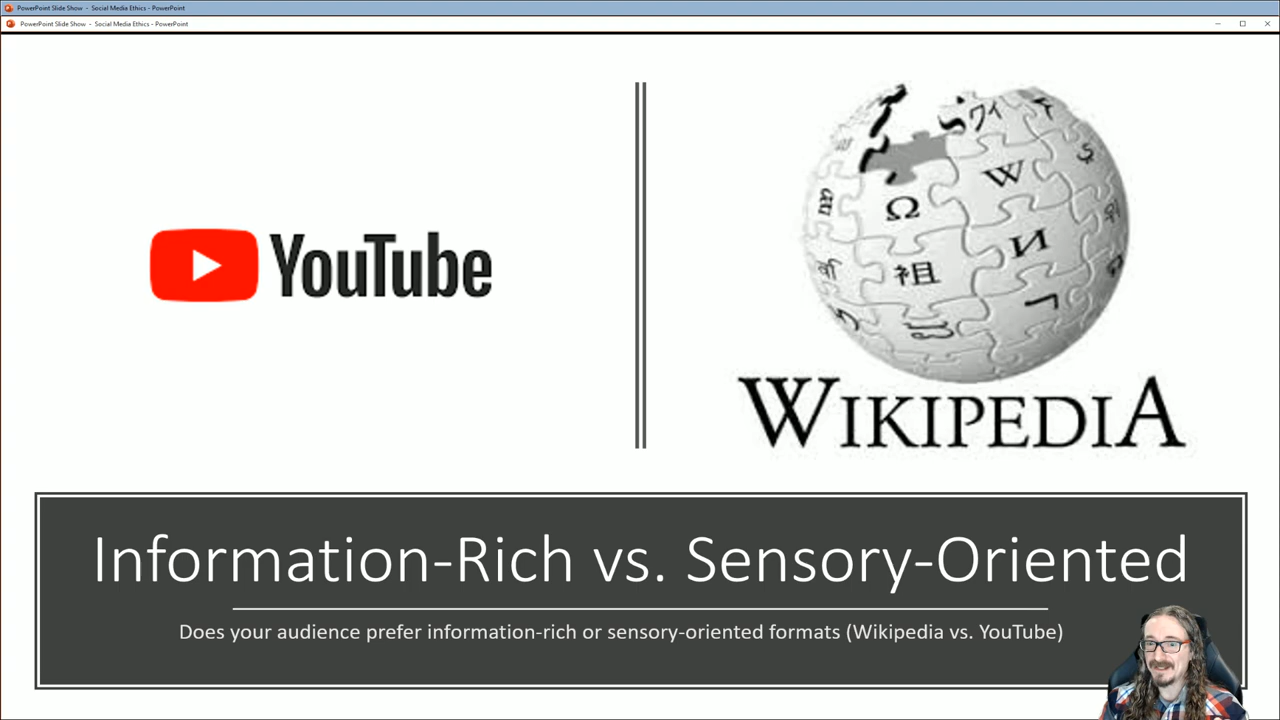 PowerPoint Slide Show - Social Media Ethics - PowerPoint
PowerPoint Slide Show - Social Media Ethics - PowerPoint
YouTube
Ω
W
И
祖
WIKIPEDIA
Information-Rich vs. Sensory-Oriented
Does your audience prefer information-rich or sensory-oriented formats (Wikipedia vs. YouTube)